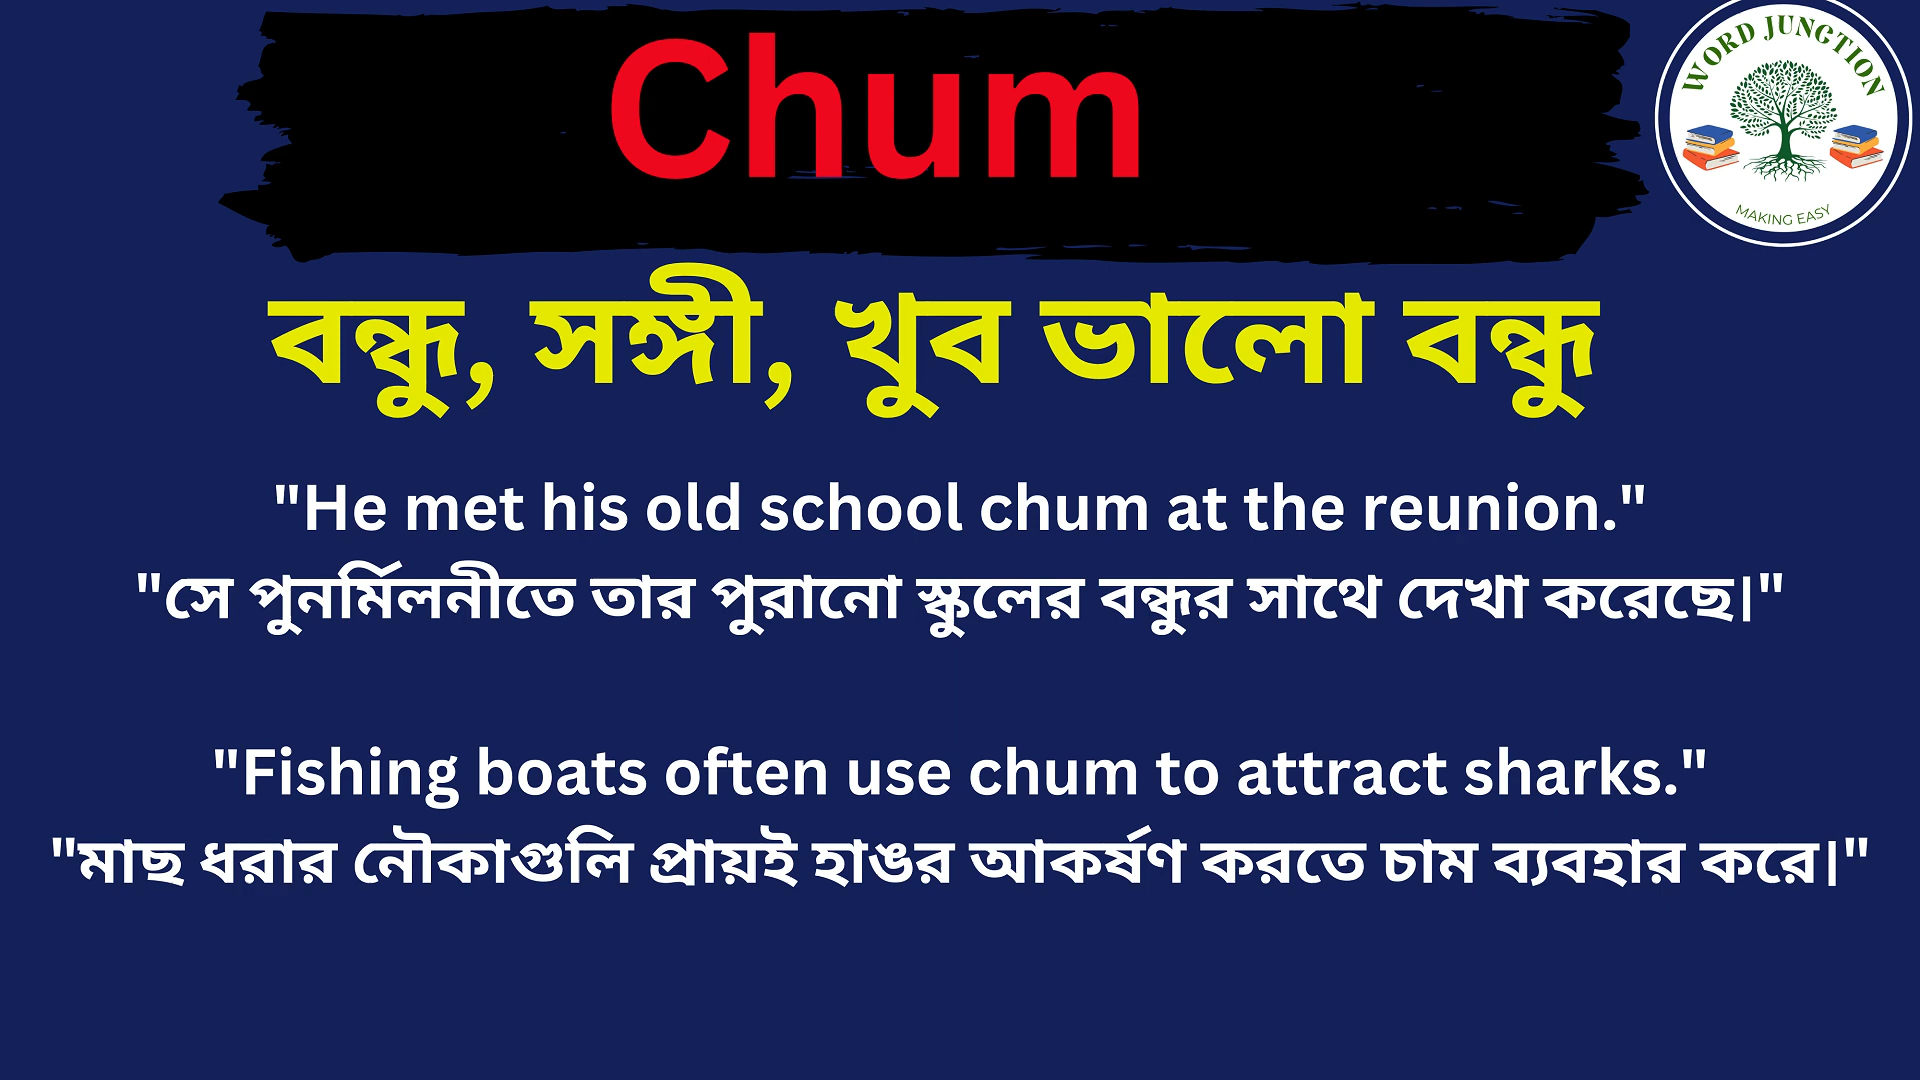 Chum
WORD JUNCTION
MAKING EASY
বন্ধু, সঙ্গী, খুব ভালো বন্ধু
"He met his old school chum at the reunion."
"সে পুনর্মিলনীতে তার পুরানো স্কুলের বন্ধুর সাথে দেখা করেছে।"
"Fishing boats often use chum to attract sharks."
"মাছ ধরার নৌকাগুলি প্রায়ই হাঙর আকর্ষণ করতে চাম ব্যবহার করে।"